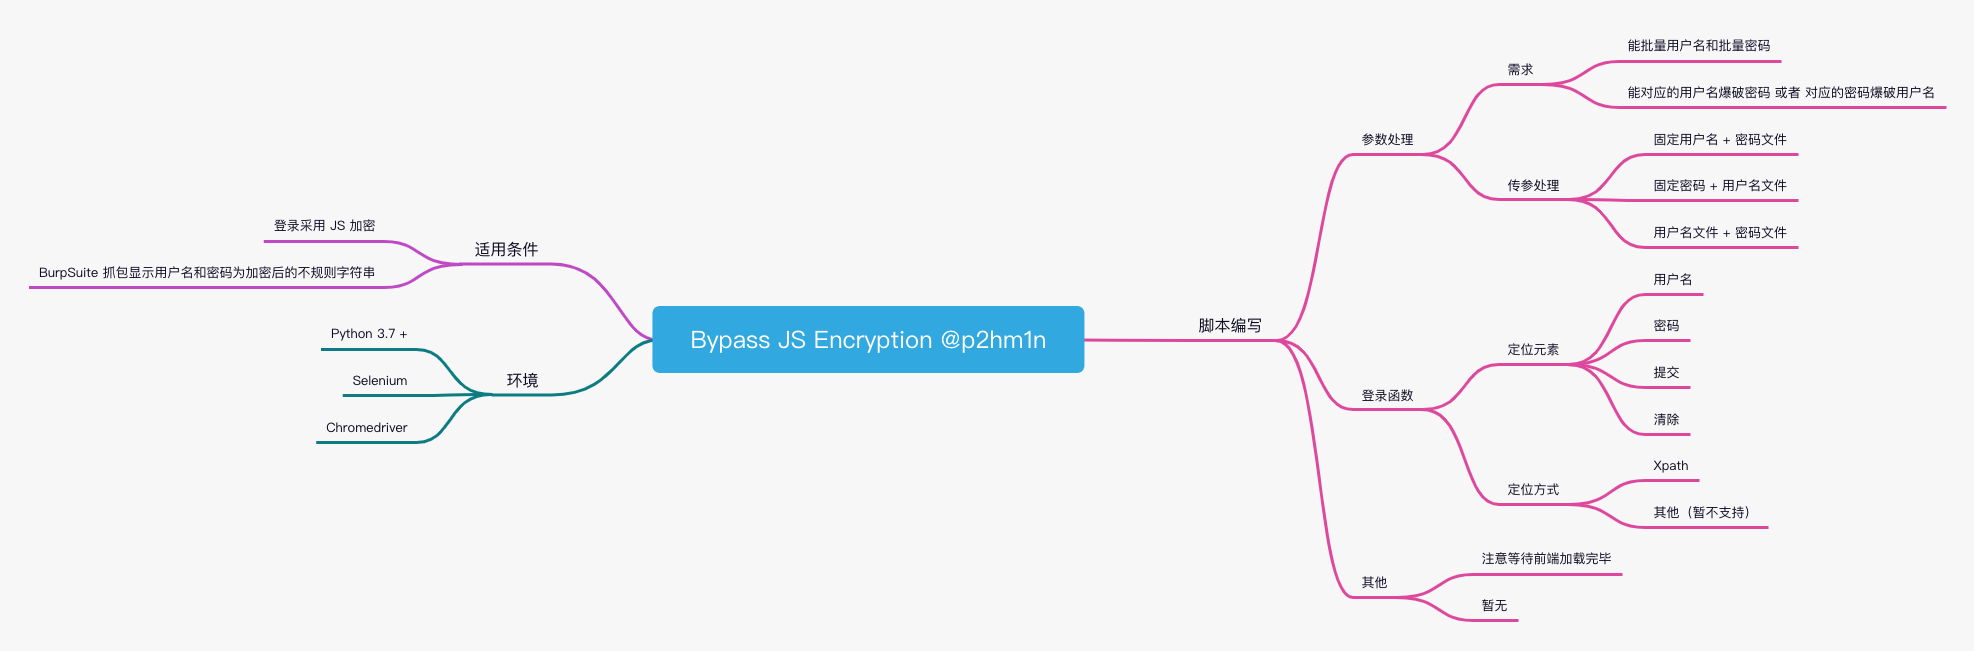 Bypass JS Encryption @p2hm1n
适用条件
登录采用 JS 加密
BurpSuite 抓包显示用户名和密码为加密后的不规则字符串
环境
Python 3.7 +
Selenium
Chromedriver
脚本编写
参数处理
需求
能批量用户名和批量密码
能对应的用户名爆破密码 或者 对应的密码爆破用户名
传参处理
固定用户名 + 密码文件
固定密码 + 用户名文件
用户名文件 + 密码文件
登录函数
定位元素
用户名
密码
提交
清除
定位方式
Xpath
其他（暂不支持）
其他
注意等待前端加载完毕
暂无